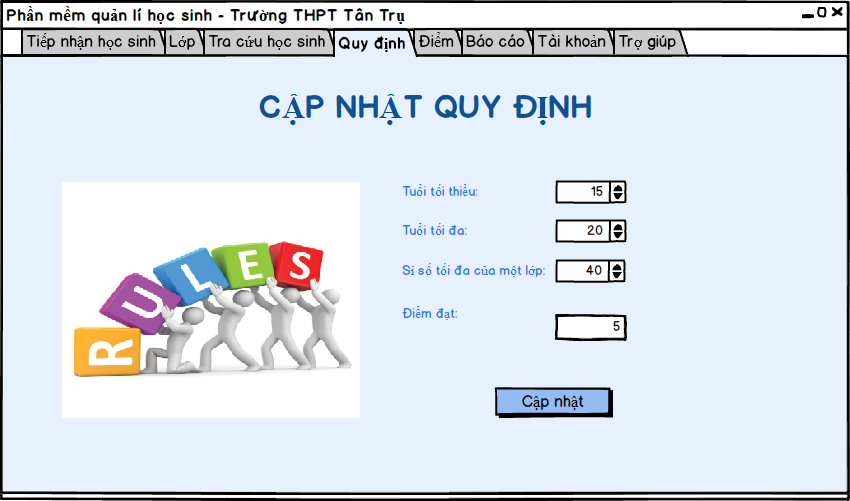 Phần mềm quản lí học sinh - Trường THPT Tân Trụ
Tiếp nhận học sinh Lớp Tra cứu học sinh Quy định Điểm Báo cáo Tài khoản Trợ giúp
CẬP NHẬT QUY ĐỊNH
Tuổi tối thiểu: 15
Tuổi tối đa: 20
Sỉ số tối đa của một lớp: 40
Điểm đạt: 5
RULES
Cập nhật